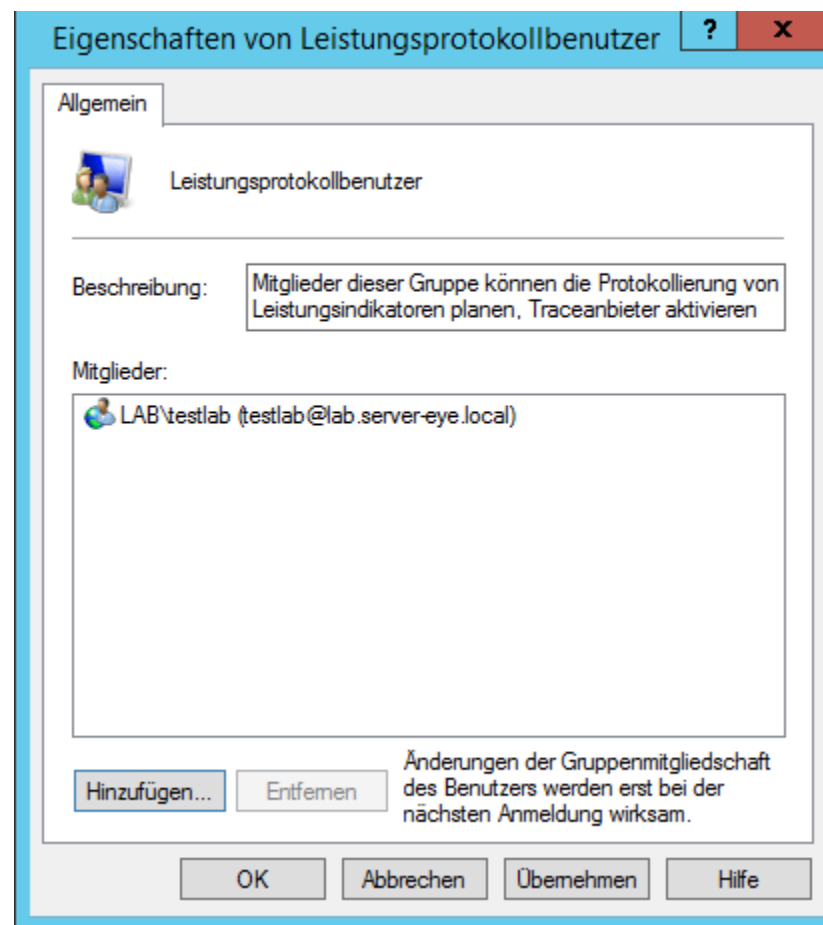 Eigenschaften von Leistungsprotokollbenutzer ? x
Allgemein
Leistungsprotokollbenutzer
Beschreibung:
Mitglieder dieser Gruppe können die Protokollierung von
Leistungsindikatoren planen, Traceanbieter aktivieren
Mitglieder:
LAB\testlab (testlab@lab.server-eye.local)
Hinzufügen...
Entfernen
Änderungen der Gruppenmitgliedschaft
des Benutzers werden erst bei der
nächsten Anmeldung wirksam.
OK
Abbrechen
Übernehmen
Hilfe